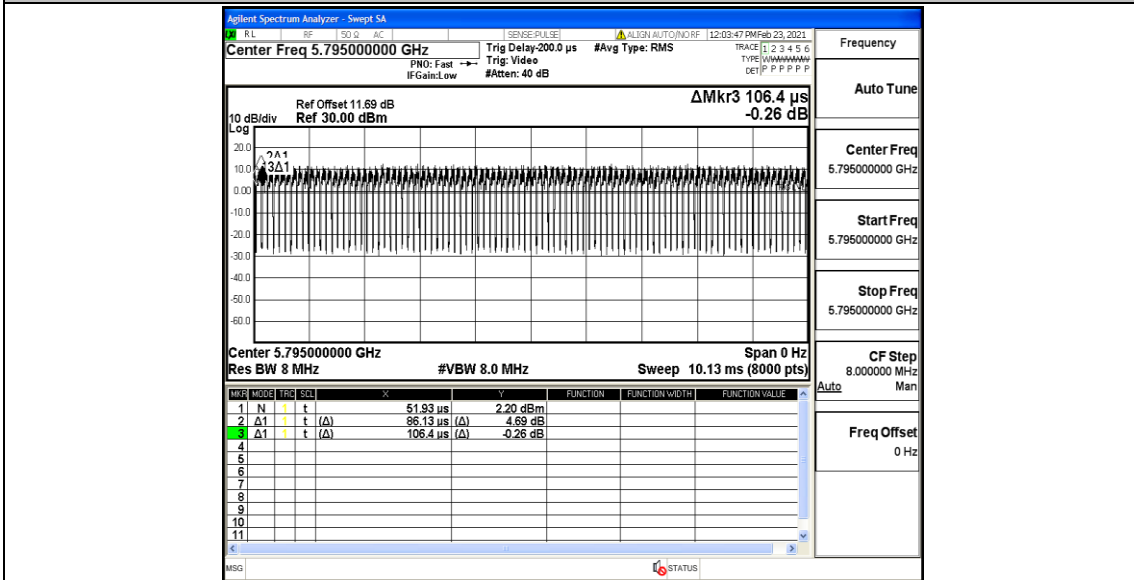 Agilent Spectrum Analyzer - Swept SA
RL RF 50 Ω AC SENSE:PULSE ALIGN AUTO/NO RF 12:03:47 PM Feb 23, 2021
Center Freq 5.795000000 GHz
PNO: Fast
IFGain:Low
Trig Delay-200.0 µs
Trig: Video
#Atten: 40 dB
#Avg Type: RMS
TRACE 1 2 3 4 5 6
TYPE
DET P P P P P P
Ref Offset 11.69 dB
10 dB/div Ref 30.00 dBm
Log
ΔMkr3 106.4 µs
-0.26 dB
20.0
10.0
0.00
-10.0
-20.0
-30.0
-40.0
-50.0
-60.0
2Δ1
3Δ1
Center 5.795000000 GHz Span 0 Hz
Res BW 8 MHz #VBW 8.0 MHz Sweep 10.13 ms (8000 pts)
MKR MODE TRC SCL X Y FUNCTION FUNCTION WIDTH FUNCTION VALUE
1 N 1 t 51.93 µs 2.20 dBm
2 Δ1 1 t (Δ) 86.13 µs (Δ) 4.69 dB
3 Δ1 1 t (Δ) 106.4 µs (Δ) -0.26 dB
4
5
6
7
8
9
10
11
MSG STATUS
Frequency
Auto Tune
Center Freq
5.795000000 GHz
Start Freq
5.795000000 GHz
Stop Freq
5.795000000 GHz
CF Step
8.000000 MHz
Auto Man
Freq Offset
0 Hz